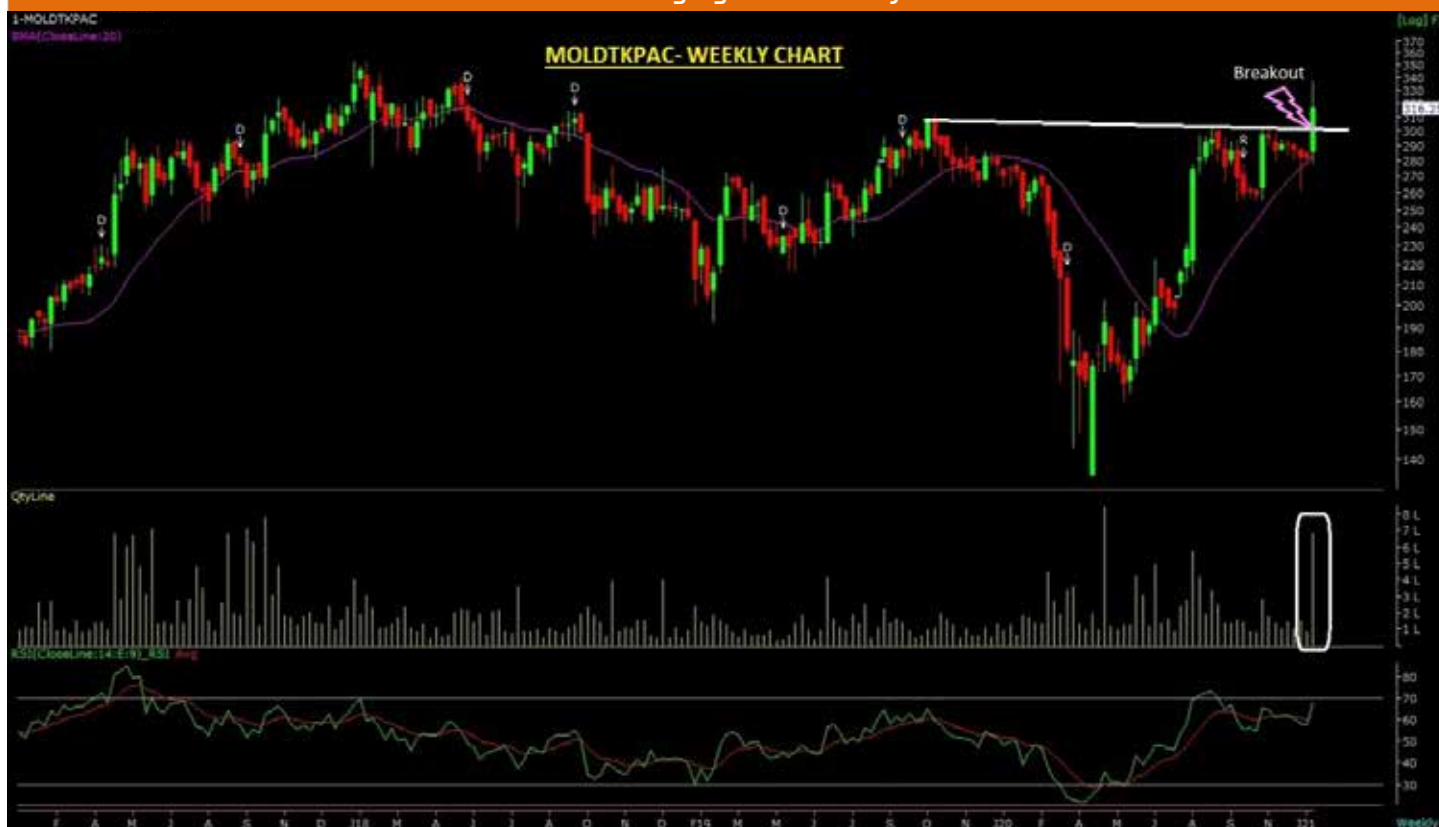 1-MOLDTKPAC
[Log] F
MOLDTKPAC- WEEKLY CHART
370
360
350
340
330
Breakout
316.25
310
300
290
280
270
260
250
240
230
220
210
200
190
180
170
160
150
140
D
D
D
D
D
D
D
R
QtyLine
8 L
7 L
6 L
5 L
4 L
3 L
2 L
1 L
RSI(CloseLine:14:E:9)_RSI Avg
80
70
60
50
40
30
F A M J A S N D J18 M A J J A O N D F19 M A M J J S O N J20 F A M J J A S N J21
Weekly